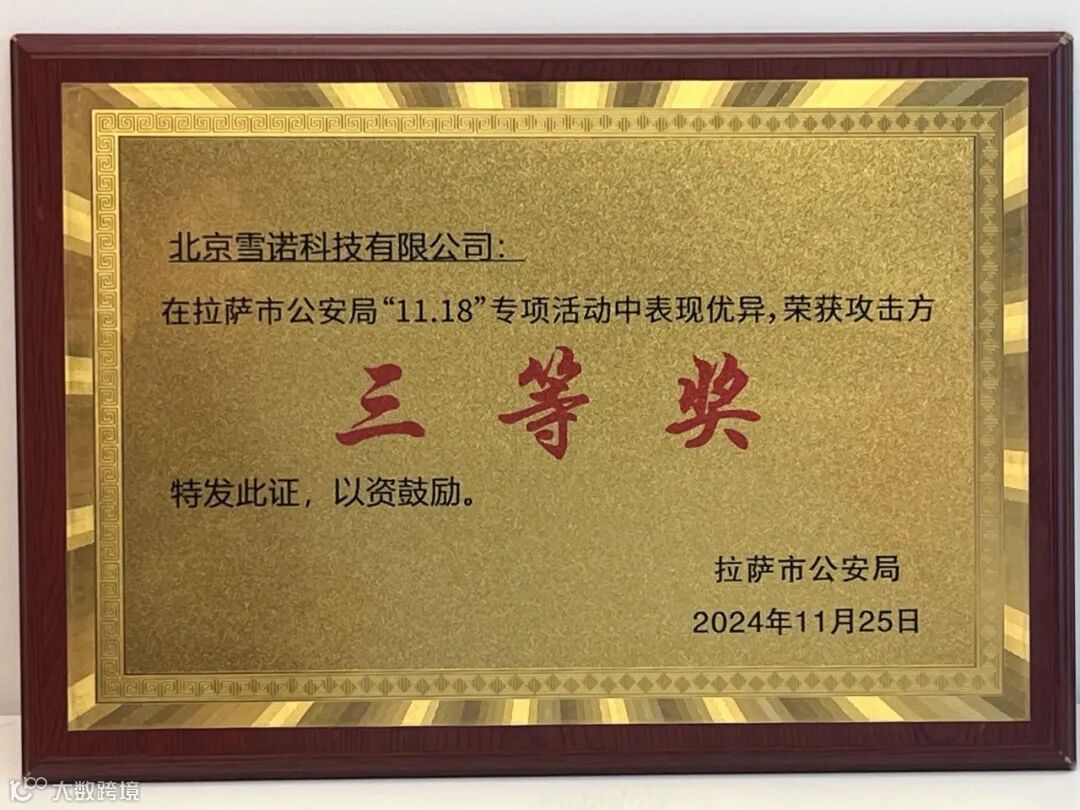 北京雪诺科技有限公司：
在拉萨市公安局“11.18”专项活动中表现优异，荣获攻击方
三等奖
特发此证，以资鼓励。
拉萨市公安局
2024年11月25日
大数跨境